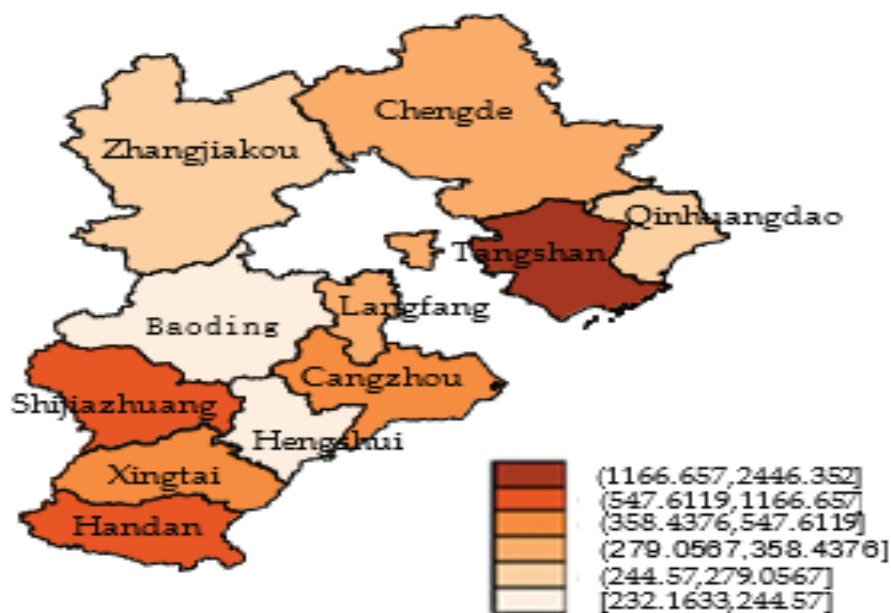 Chengde
Zhangjiakou
Qinhuangdao
Tangshan
Langfang
Baoding
Cangzhou
Shijiazhuang
Hengshui
Xingtai
Handan
(1166.657,2446.352]
(547.6119,1166.657]
(358.4376,547.6119]
(279.0567,358.4376]
(244.57,279.0567]
[232.1633,244.57]